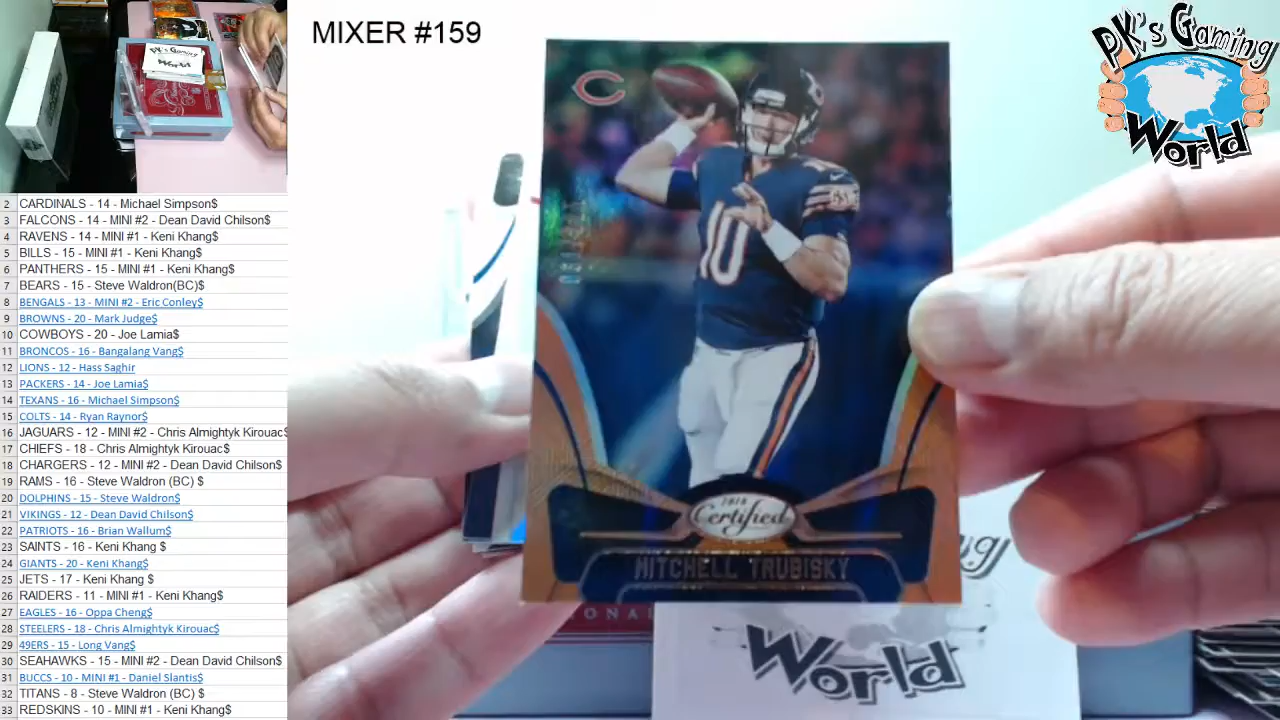 MIXER #159
PK's Gaming
World
World
2 CARDINALS - 14 - Michael Simpson$
3 FALCONS - 14 - MINI #2 - Dean David Chilson$
4 RAVENS - 14 - MINI #1 - Keni Khang$
5 BILLS - 15 - MINI #1 - Keni Khang$
6 PANTHERS - 15 - MINI #1 - Keni Khang$
7 BEARS - 15 - Steve Waldron(BC)$
8 BENGALS - 13 - MINI #2 - Eric Conley$
9 BROWNS - 20 - Mark Judge$
10 COWBOYS - 20 - Joe Lamia$
11 BRONCOS - 16 - Bangalang Vang$
12 LIONS - 12 - Hass Saghir
13 PACKERS - 14 - Joe Lamia$
14 TEXANS - 16 - Michael Simpson$
15 COLTS - 14 - Ryan Raynor$
16 JAGUARS - 12 - MINI #2 - Chris Almightyk Kirouac$
17 CHIEFS - 18 - Chris Almightyk Kirouac$
18 CHARGERS - 12 - MINI #2 - Dean David Chilson$
19 RAMS - 16 - Steve Waldron (BC) $
20 DOLPHINS - 15 - Steve Waldron$
21 VIKINGS - 12 - Dean David Chilson$
22 PATRIOTS - 16 - Brian Wallum$
23 SAINTS - 16 - Keni Khang $
24 GIANTS - 20 - Keni Khang$
25 JETS - 17 - Keni Khang $
26 RAIDERS - 11 - MINI #1 - Keni Khang$
27 EAGLES - 16 - Oppa Cheng$
28 STEELERS - 18 - Chris Almightyk Kirouac$
29 49ERS - 15 - Long Vang$
30 SEAHAWKS - 15 - MINI #2 - Dean David Chilson$
31 BUCCS - 10 - MINI #1 - Daniel Slantis$
32 TITANS - 8 - Steve Waldron (BC) $
33 REDSKINS - 10 - MINI #1 - Keni Khang$
C
10
10
2018
Certified
MITCHELL TRUBISKY
ONAL
World